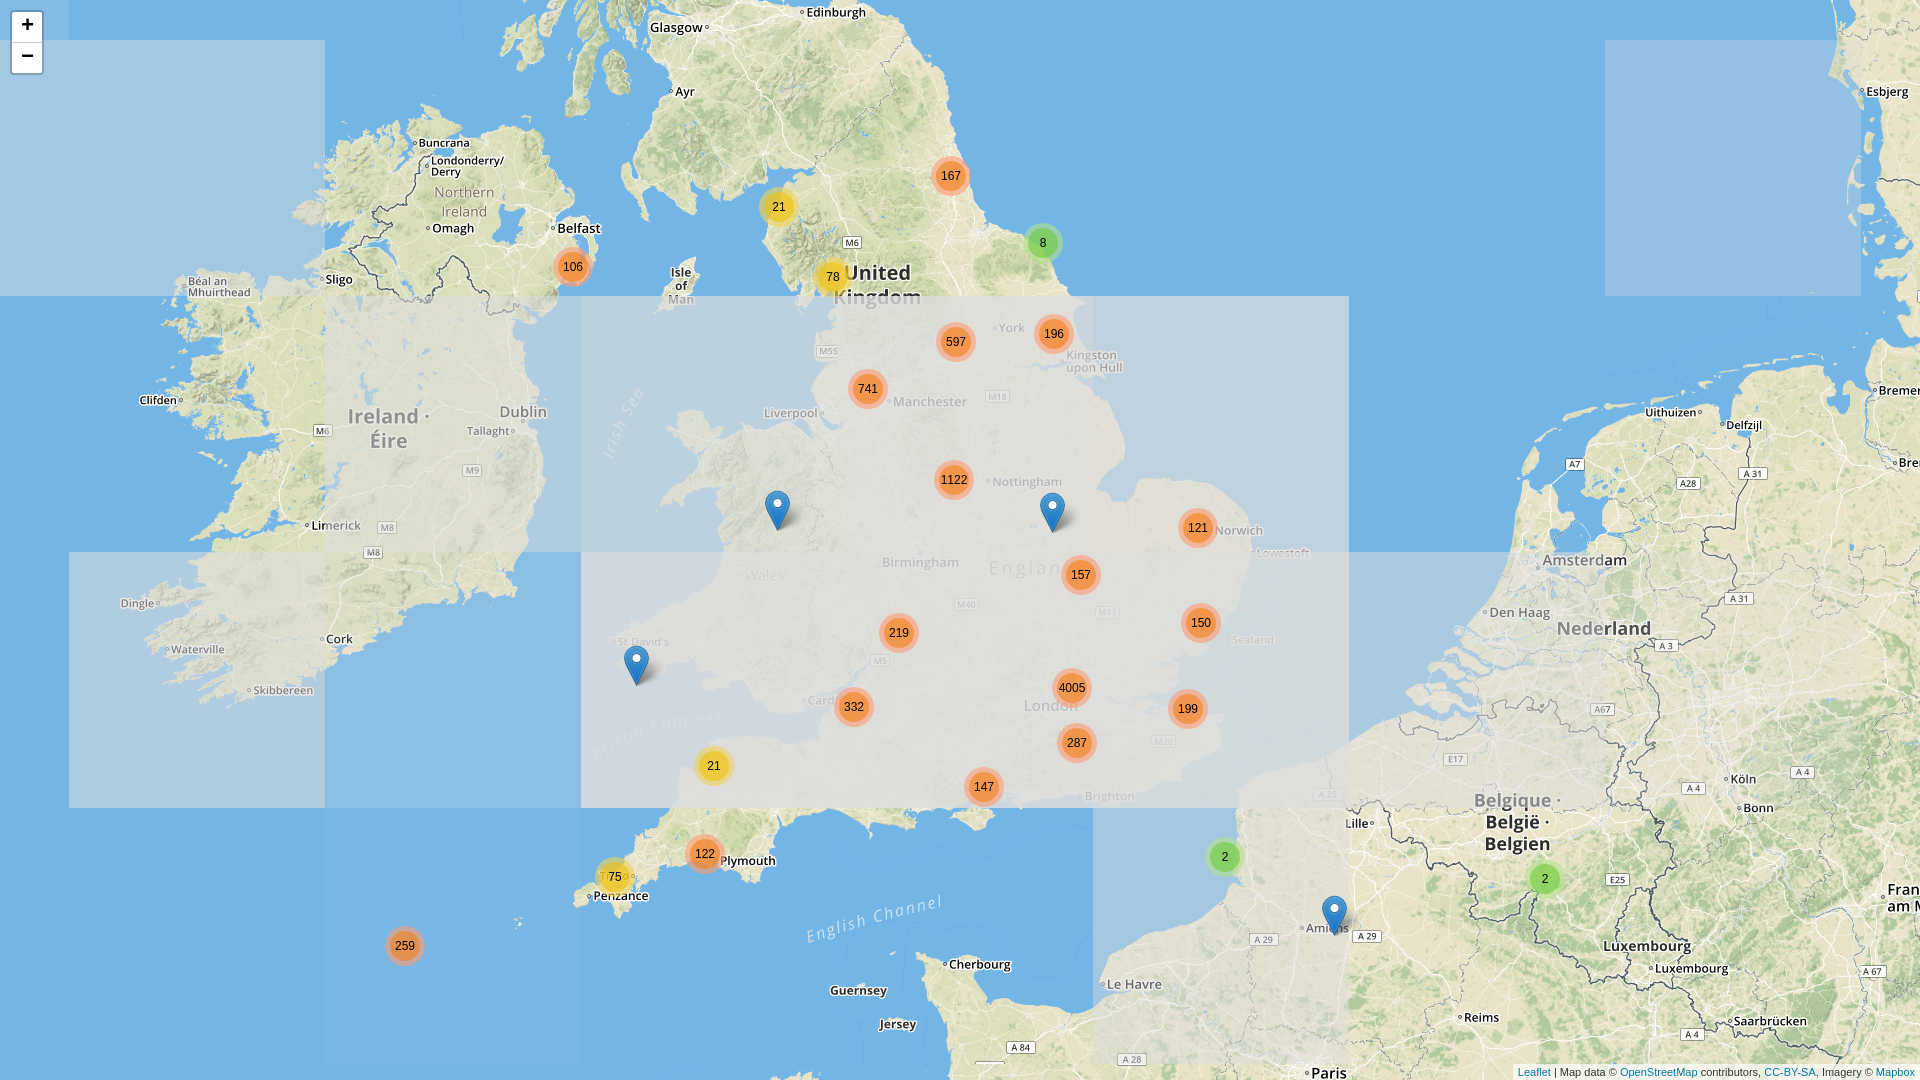 +
−
Edinburgh
Glasgow
Ayr
Esbjerg
Buncrana
Londonderry/
Derry
Northern
Ireland
Omagh
Belfast
167
21
8
M6
106
78
United
Kingdom
Isle
of
Man
Sligo
Béal an
Mhuirthead
597
196
York
M55
Kingston
upon Hull
741
Manchester
M18
Liverpool
Clifden
Ireland ·
Éire
Dublin
Tallaght
M6
M9
Irish Sea
Uithuizen
Delfzijl
A7
A 31
A28
1122
Nottingham
121
Norwich
Lowestoft
Limerick
M8
M8
Birmingham
Wales
157
Amsterdam
Dingle
M40
M11
A 31
Den Haag
Nederland
A 3
Cork
Waterville
Skibbereen
St David's
219
M5
150
Sealand
4005
London
199
332
287
M20
A67
Bristol Channel
E17
21
147
Brighton
A 25
Köln
A 4
A 4
Bonn
Belgique ·
België ·
Belgien
Lille
122
Plymouth
75
Penzance
2
2
E25
English Channel
259
Amiens
A 29
A 29
Luxembourg
Luxembourg
A 67
Cherbourg
Guernsey
Jersey
Le Havre
Reims
Saarbrücken
A 84
A 28
A 4
Paris
Leaflet | Map data © OpenStreetMap contributors, CC-BY-SA, Imagery © Mapbox